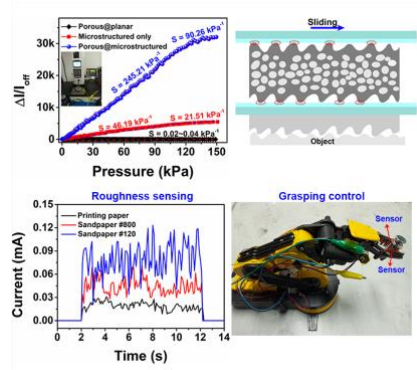 Porous@planar
Microstructured only
Porous@microstructured
S = 90.26 kPa⁻¹
S = 245.21 kPa⁻¹
S = 46.19 kPa⁻¹
S = 21.51 kPa⁻¹
S = 0.02~0.04 kPa⁻¹
ΔI/Ioff
30k
20k
10k
0
0 30 60 90 120 150
Pressure (kPa)
Sliding
Object
Roughness sensing
Printing paper
Sandpaper #800
Sandpaper #120
Current (mA)
0.15
0.12
0.09
0.06
0.03
0.00
0 2 4 6 8 10 12 14
Time (s)
Grasping control
Sensor
Sensor